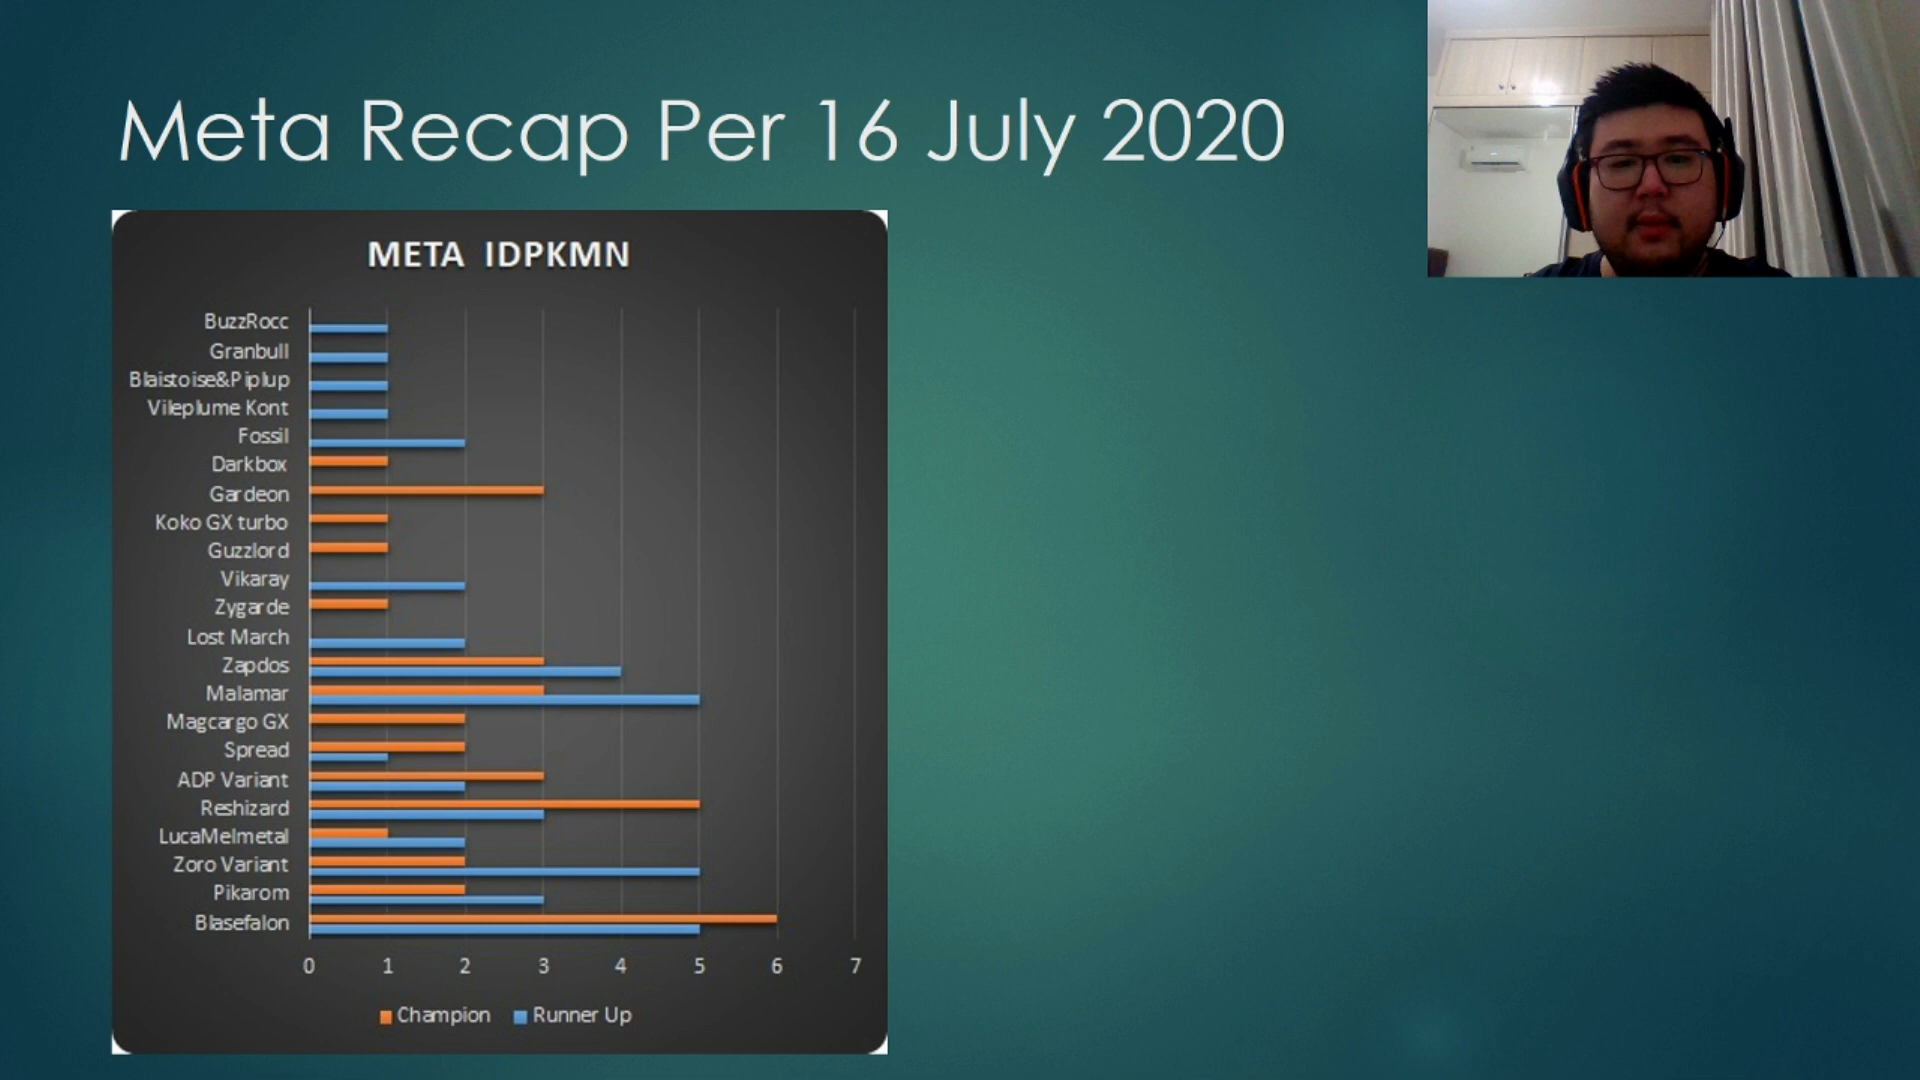 Meta Recap Per 16 July 2020
META IDPKMN
BuzzRocc
Granbull
Blaistoise&Piplup
Vileplume Kont
Fossil
Darkbox
Gardeon
Koko GX turbo
Guzzlord
Vikaray
Zygarde
Lost March
Zapdos
Malamar
Magcargo GX
Spread
ADP Variant
Reshizard
LucaMelmetal
Zoro Variant
Pikarom
Blasefalon
0 1 2 3 4 5 6 7
Champion Runner Up